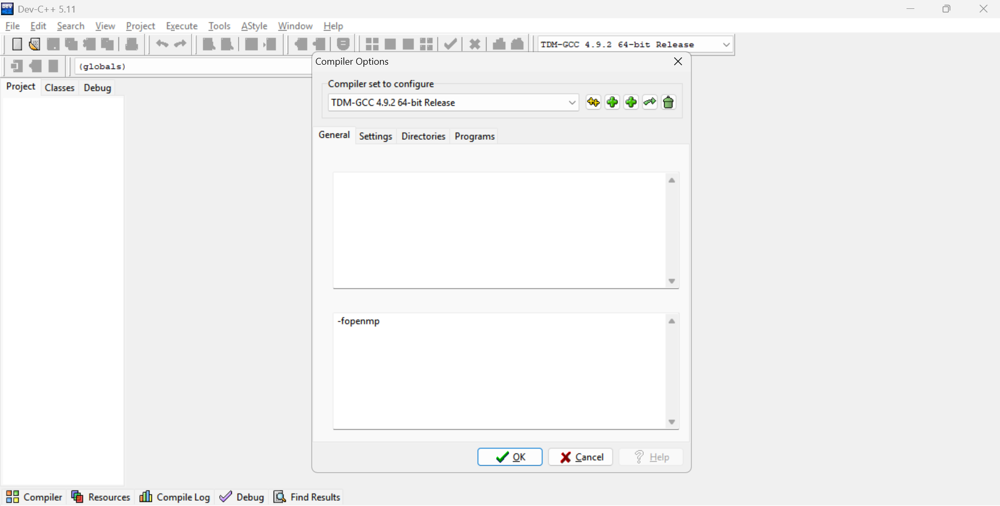 Dev-C++ 5.11
File Edit Search View Project Execute Tools AStyle Window Help
TDM-GCC 4.9.2 64-bit Release
(globals)
Project Classes Debug
Compiler Options
Compiler set to configure
TDM-GCC 4.9.2 64-bit Release
General Settings Directories Programs
-fopenmp
OK Cancel Help
Compiler Resources Compile Log Debug Find Results